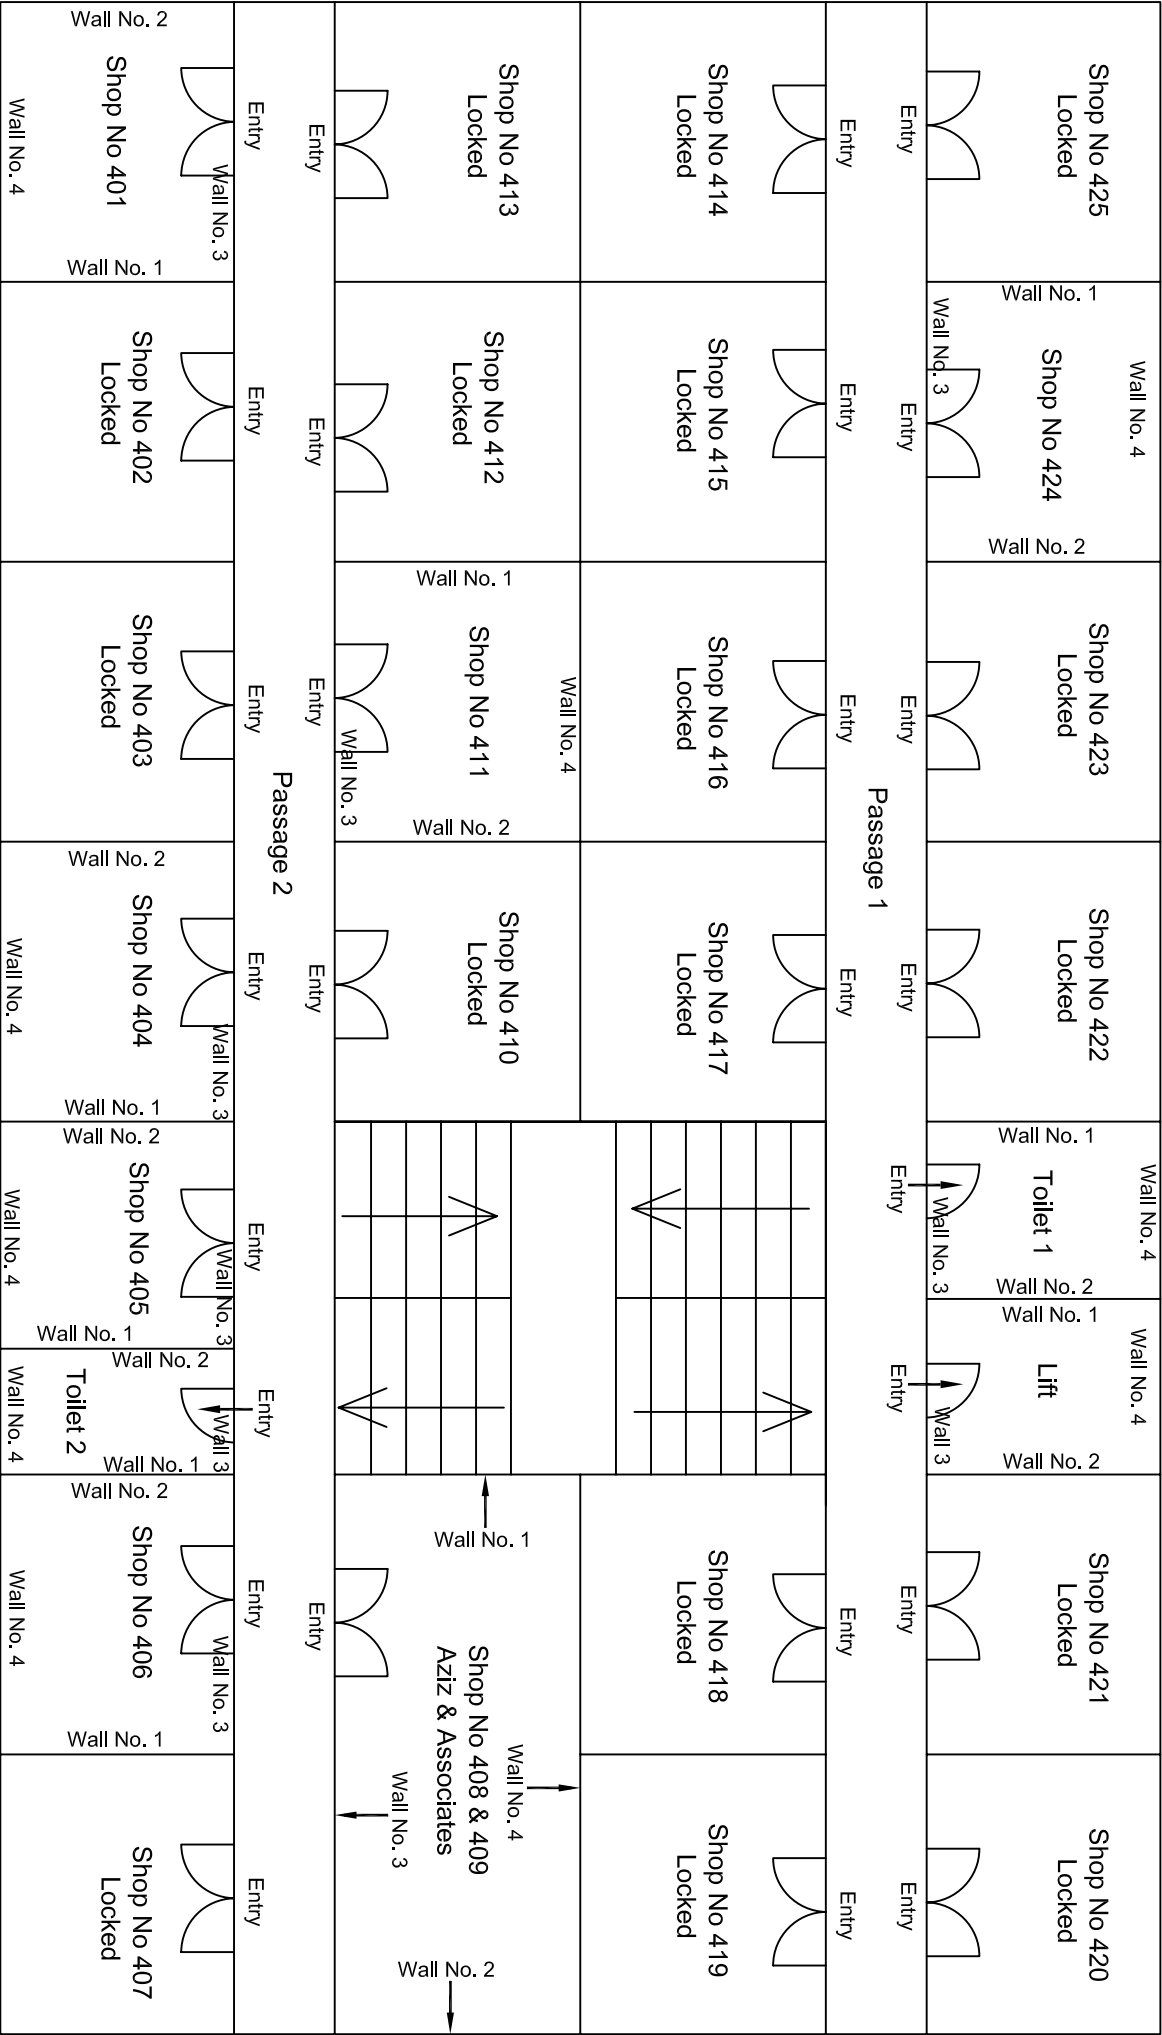 Shop No 425
Locked
Entry
Wall No. 1
Wall No. 4
Shop No 424
Wall No. 3
Entry
Wall No. 2
Shop No 423
Locked
Entry
Shop No 422
Locked
Entry
Wall No. 1
Wall No. 4
Toilet 1
Wall No. 3
Entry
Wall No. 2
Wall No. 1
Wall No. 4
Lift
Wall 3
Entry
Wall No. 2
Shop No 421
Locked
Entry
Shop No 420
Locked
Entry
Passage 1
Entry
Shop No 414
Locked
Entry
Shop No 415
Locked
Entry
Shop No 416
Locked
Entry
Shop No 417
Locked
Entry
Shop No 418
Locked
Entry
Shop No 419
Locked
Shop No 413
Locked
Entry
Shop No 412
Locked
Entry
Wall No. 1
Wall No. 4
Shop No 411
Wall No. 3
Entry
Wall No. 2
Shop No 410
Locked
Entry
Wall No. 1
Wall No. 4
Shop No 408 & 409
Aziz & Associates
Wall No. 3
Entry
Wall No. 2
Passage 2
Wall No. 2
Entry
Wall No. 3
Shop No 401
Wall No. 4
Wall No. 1
Entry
Shop No 402
Locked
Entry
Shop No 403
Locked
Wall No. 2
Entry
Wall No. 3
Shop No 404
Wall No. 4
Wall No. 1
Wall No. 2
Entry
Wall No. 3
Shop No 405
Wall No. 4
Wall No. 1
Wall No. 2
Entry
Wall 3
Toilet 2
Wall No. 4
Wall No. 1
Wall No. 2
Entry
Wall No. 3
Shop No 406
Wall No. 4
Wall No. 1
Entry
Shop No 407
Locked